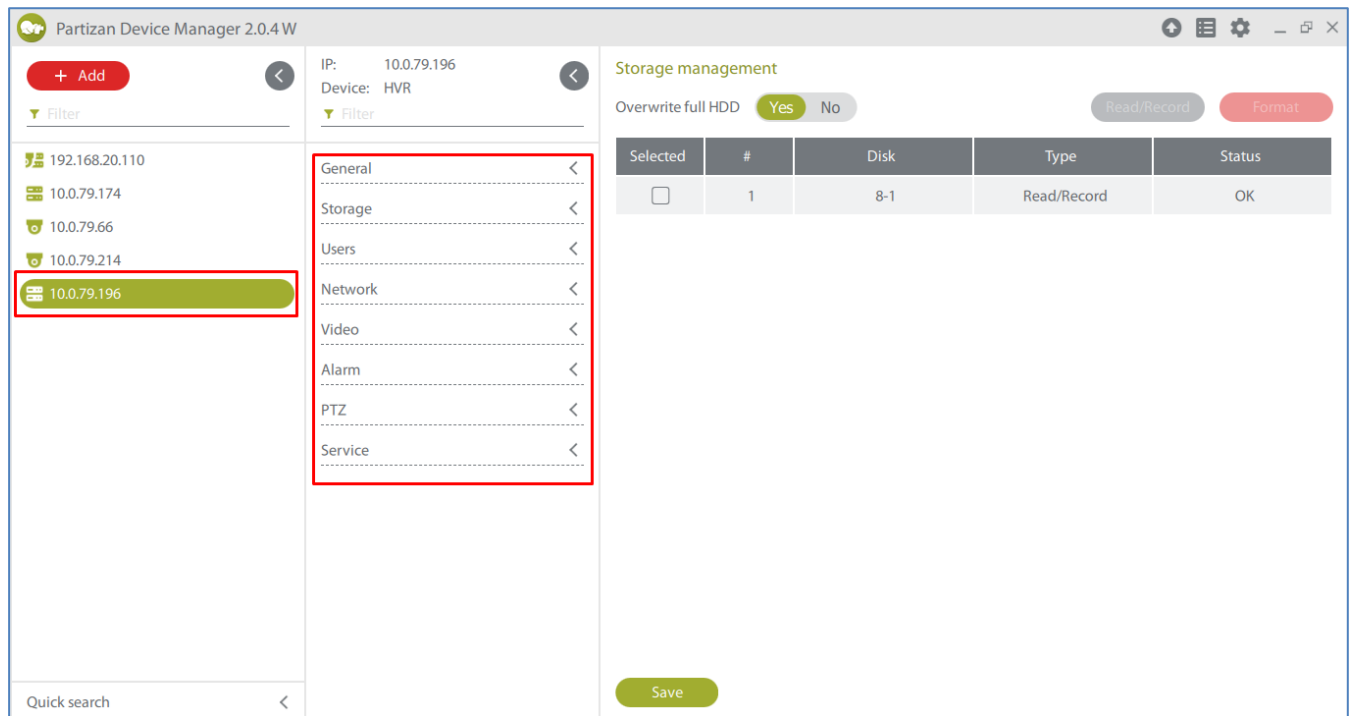 Partizan Device Manager 2.0.4 W
+ Add
Filter
192.168.20.110
10.0.79.174
10.0.79.66
10.0.79.214
10.0.79.196
Quick search
IP: 10.0.79.196
Device: HVR
Filter
General
Storage
Users
Network
Video
Alarm
PTZ
Service
Storage management
Overwrite full HDD Yes No Read/Record Format
Selected # Disk Type Status
1 8-1 Read/Record OK
Save